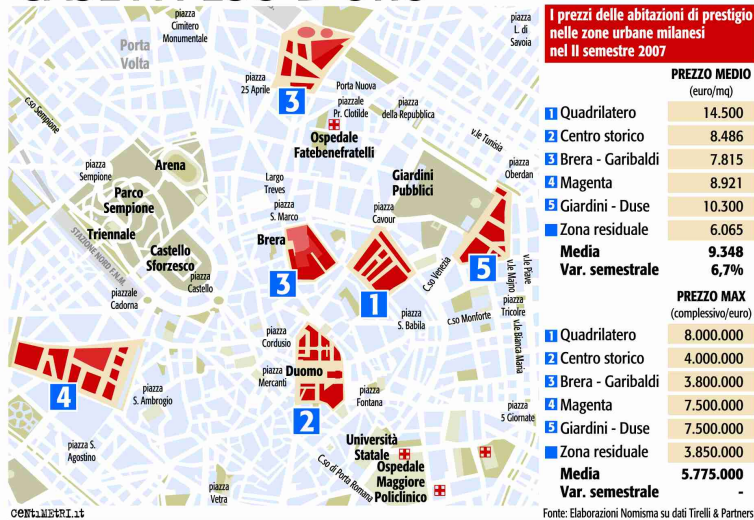 I prezzi delle abitazioni di prestigio
nelle zone urbane milanesi
nel II semestre 2007
PREZZO MEDIO
(euro/mq)
1 Quadrilatero 14.500
2 Centro storico 8.486
3 Brera - Garibaldi 7.815
4 Magenta 8.921
5 Giardini - Duse 10.300
Zona residuale 6.065
Media 9.348
Var. semestrale 6,7%
PREZZO MAX
(complessivo/euro)
1 Quadrilatero 8.000.000
2 Centro storico 4.000.000
3 Brera - Garibaldi 3.800.000
4 Magenta 7.500.000
5 Giardini - Duse 7.500.000
Zona residuale 3.850.000
Media 5.775.000
Var. semestrale -
Fonte: Elaborazioni Nomisma su dati Tirelli & Partners
piazza
Cimitero
Monumentale
Porta
Volta
piazza
L. di
Savoia
c.so Sempione
piazza
25 Aprile
3
Porta Nuova
piazzale
Pr. Clotilde
piazza
della Repubblica
Ospedale
Fatebenefratelli
v.le Tunisia
piazza
Oberdan
piazza
Sempione
Arena
Parco
Sempione
Triennale
STAZIONE NORD F.N.M.
Castello
Sforzesco
piazza
Castello
piazzale
Cadorna
Largo
Treves
piazza
S. Marco
Brera
3
Giardini
Pubblici
piazza
Cavour
1
C.so Venezia
5
v.le Majno
v.le Piave
piazza
Tricolore
piazza
S. Babila
c.so Monforte
v.le Bianca Maria
piazza
Cordusio
piazza
Mercanti
Duomo
2
piazza
Fontana
4
piazza
S. Ambrogio
piazza S.
Agostino
piazza
5 Giornate
Università
Statale
Ospedale
Maggiore
Policlinico
C.so di Porta Romana
piazza
Vetra
CENTIMETRI.it